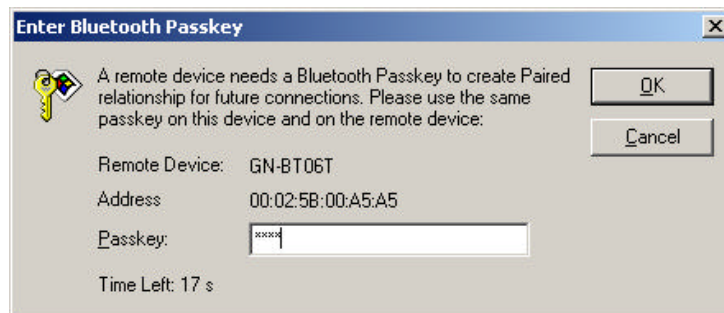 Enter Bluetooth Passkey
A remote device needs a Bluetooth Passkey to create Paired
relationship for future connections. Please use the same
passkey on this device and on the remote device:
OK
Cancel
Remote Device: GN-BT06T
Address 00:02:5B:00:A5:A5
Passkey: ****
Time Left: 17 s